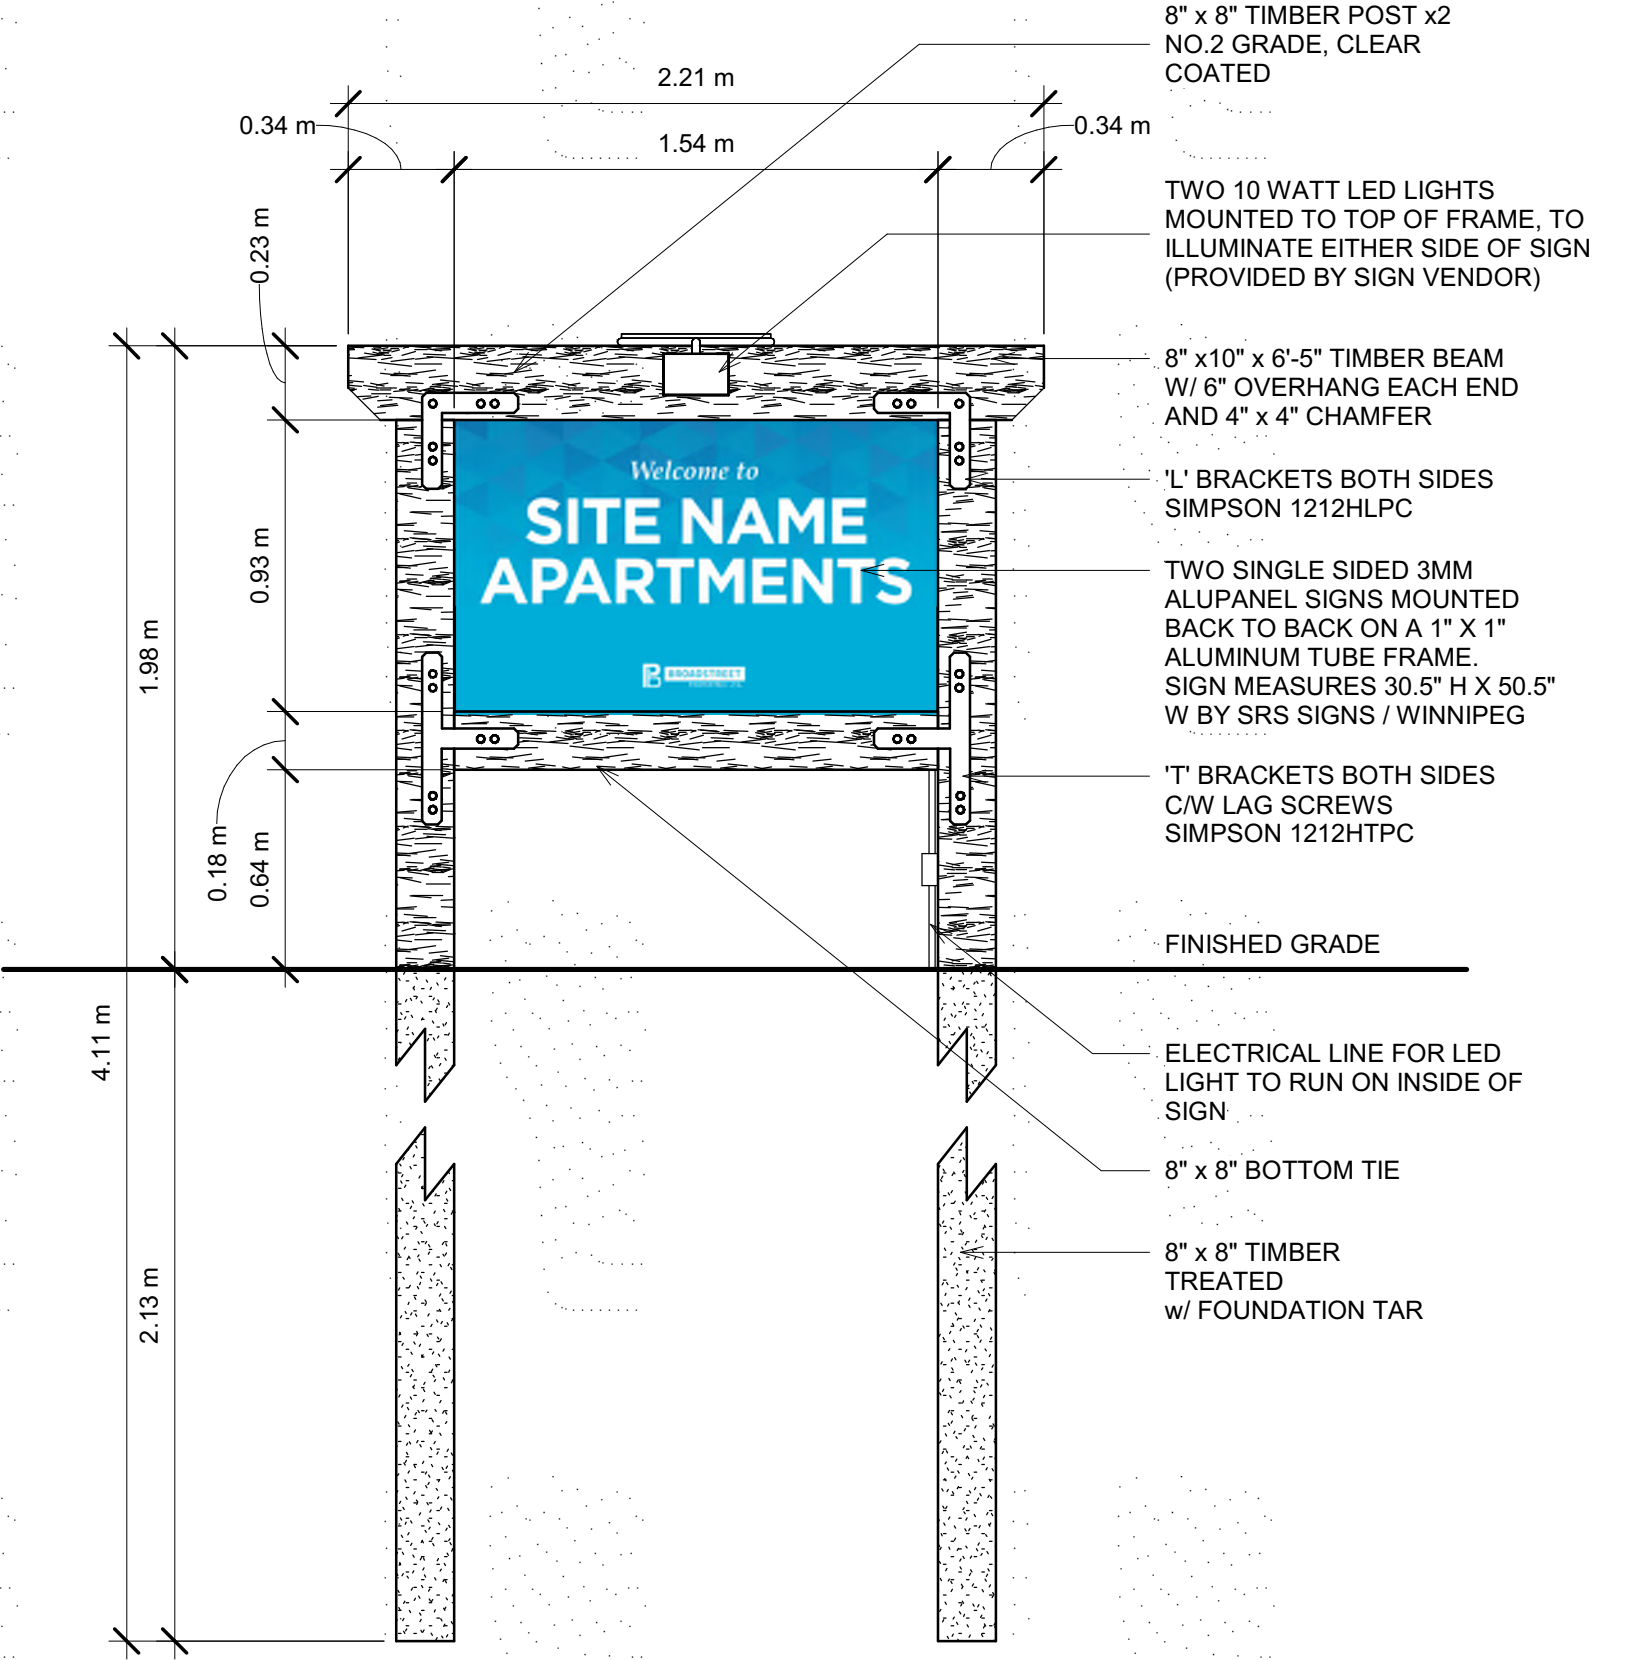 8" x 8" TIMBER POST x2
NO.2 GRADE, CLEAR
COATED
2.21 m
0.34 m
1.54 m
0.34 m
TWO 10 WATT LED LIGHTS
MOUNTED TO TOP OF FRAME, TO
ILLUMINATE EITHER SIDE OF SIGN
(PROVIDED BY SIGN VENDOR)
0.23 m
8" x10" x 6'-5" TIMBER BEAM
W/ 6" OVERHANG EACH END
AND 4" x 4" CHAMFER
Welcome to
SITE NAME
APARTMENTS
BROADSTREET
'L' BRACKETS BOTH SIDES
SIMPSON 1212HLPC
0.93 m
1.98 m
TWO SINGLE SIDED 3MM
ALUPANEL SIGNS MOUNTED
BACK TO BACK ON A 1" X 1"
ALUMINUM TUBE FRAME.
SIGN MEASURES 30.5" H X 50.5"
W BY SRS SIGNS / WINNIPEG
'T' BRACKETS BOTH SIDES
C/W LAG SCREWS
SIMPSON 1212HTPC
0.18 m
0.64 m
FINISHED GRADE
4.11 m
ELECTRICAL LINE FOR LED
LIGHT TO RUN ON INSIDE OF
SIGN
8" x 8" BOTTOM TIE
2.13 m
8" x 8" TIMBER
TREATED
w/ FOUNDATION TAR